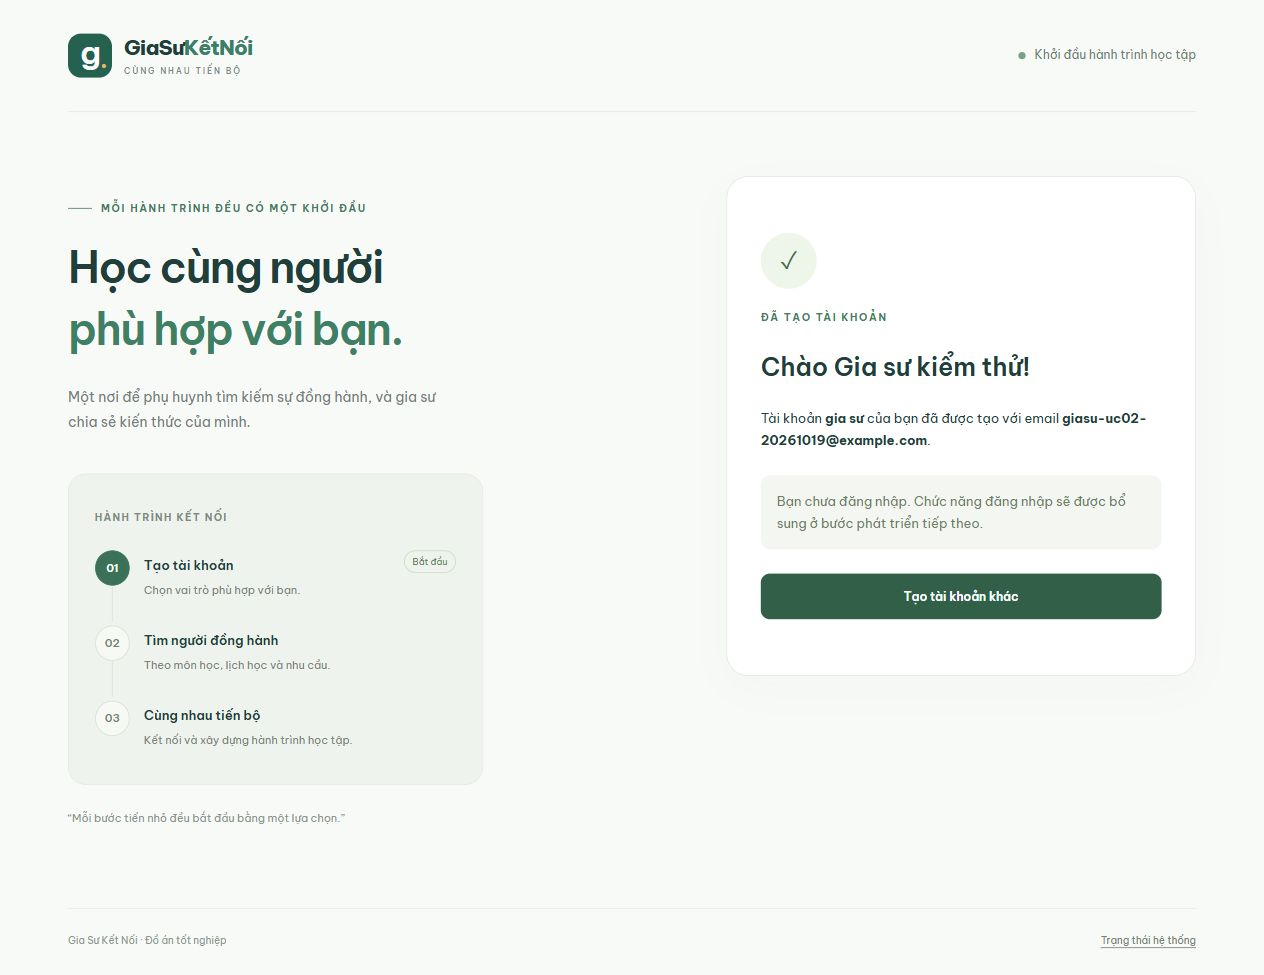 g.
GiaSưKếtNối
CÙNG NHAU TIẾN BỘ
Khởi đầu hành trình học tập
MỖI HÀNH TRÌNH ĐỀU CÓ MỘT KHỞI ĐẦU
Học cùng người
phù hợp với bạn.
Một nơi để phụ huynh tìm kiếm sự đồng hành, và gia sư
chia sẻ kiến thức của mình.
HÀNH TRÌNH KẾT NỐI
01
Tạo tài khoản
Bắt đầu
Chọn vai trò phù hợp với bạn.
02
Tìm người đồng hành
Theo môn học, lịch học và nhu cầu.
03
Cùng nhau tiến bộ
Kết nối và xây dựng hành trình học tập.
“Mỗi bước tiến nhỏ đều bắt đầu bằng một lựa chọn.”
✓
ĐÃ TẠO TÀI KHOẢN
Chào Gia sư kiểm thử!
Tài khoản gia sư của bạn đã được tạo với email giasu-uc02-
20261019@example.com.
Bạn chưa đăng nhập. Chức năng đăng nhập sẽ được bổ
sung ở bước phát triển tiếp theo.
Tạo tài khoản khác
Gia Sư Kết Nối · Đồ án tốt nghiệp
Trạng thái hệ thống